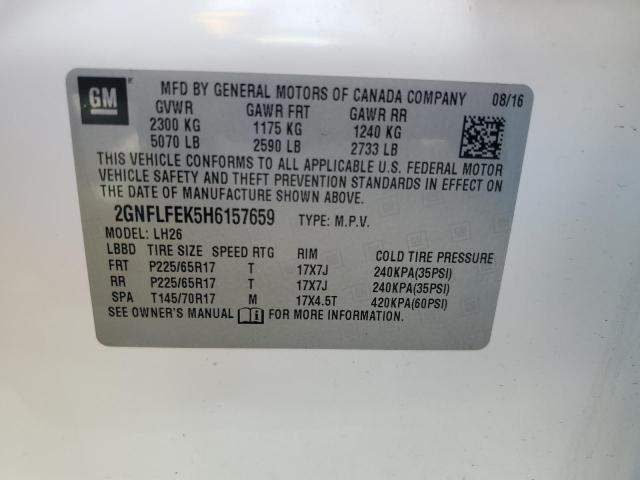 GM
MFD BY GENERAL MOTORS OF CANADA COMPANY 08/16
GVWR GAWR FRT GAWR RR
2300 KG 1175 KG 1240 KG
5070 LB 2590 LB 2733 LB
THIS VEHICLE CONFORMS TO ALL APPLICABLE U.S. FEDERAL MOTOR
VEHICLE SAFETY AND THEFT PREVENTION STANDARDS IN EFFECT ON
THE DATE OF MANUFACTURE SHOWN ABOVE.
2GNFLFEK5H6157659 TYPE: M.P.V.
MODEL: LH26
LBBD TIRE SIZE SPEED RTG RIM COLD TIRE PRESSURE
FRT P225/65R17 T 17X7J 240KPA(35PSI)
RR P225/65R17 T 17X7J 240KPA(35PSI)
SPA T145/70R17 M 17X4.5T 420KPA(60PSI)
SEE OWNER'S MANUAL FOR MORE INFORMATION.